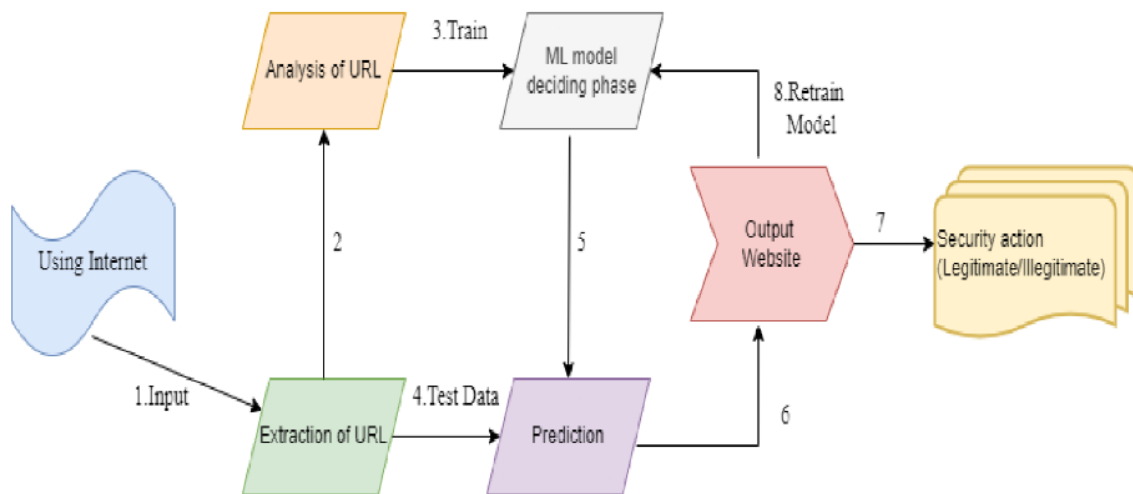 3.Train
Analysis of URL
ML model
deciding phase
8.Retrain
Model
Using Internet
2
5
Output
Website
7
Security action
(Legitimate/Illegitimate)
1.Input
4.Test Data
Extraction of URL
Prediction
6